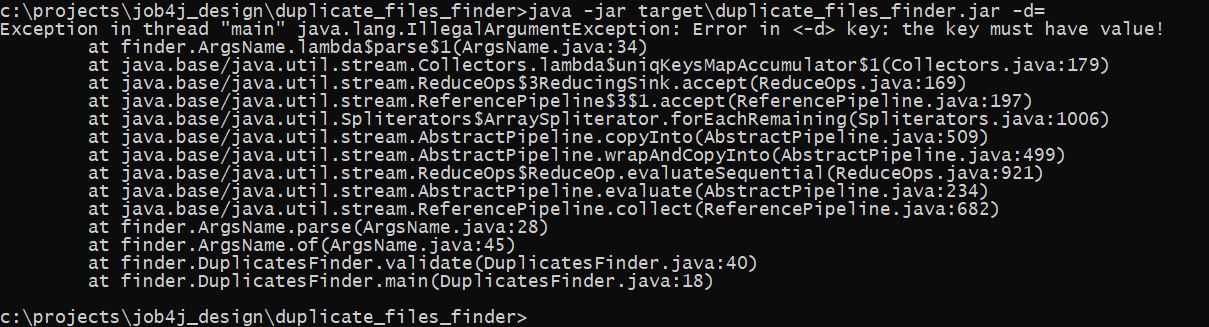 c:\projects\job4j_design\duplicate_files_finder>java -jar target\duplicate_files_finder.jar -d=
Exception in thread "main" java.lang.IllegalArgumentException: Error in <-d> key: the key must have value!
        at finder.ArgsName.lambda$parse$1(ArgsName.java:34)
        at java.base/java.util.stream.Collectors.lambda$uniqKeysMapAccumulator$1(Collectors.java:179)
        at java.base/java.util.stream.ReduceOps$3ReducingSink.accept(ReduceOps.java:169)
        at java.base/java.util.stream.ReferencePipeline$3$1.accept(ReferencePipeline.java:197)
        at java.base/java.util.Spliterators$ArraySpliterator.forEachRemaining(Spliterators.java:1006)
        at java.base/java.util.stream.AbstractPipeline.copyInto(AbstractPipeline.java:509)
        at java.base/java.util.stream.AbstractPipeline.wrapAndCopyInto(AbstractPipeline.java:499)
        at java.base/java.util.stream.ReduceOps$ReduceOp.evaluateSequential(ReduceOps.java:921)
        at java.base/java.util.stream.AbstractPipeline.evaluate(AbstractPipeline.java:234)
        at java.base/java.util.stream.ReferencePipeline.collect(ReferencePipeline.java:682)
        at finder.ArgsName.parse(ArgsName.java:28)
        at finder.ArgsName.of(ArgsName.java:45)
        at finder.DuplicatesFinder.validate(DuplicatesFinder.java:40)
        at finder.DuplicatesFinder.main(DuplicatesFinder.java:18)
c:\projects\job4j_design\duplicate_files_finder>